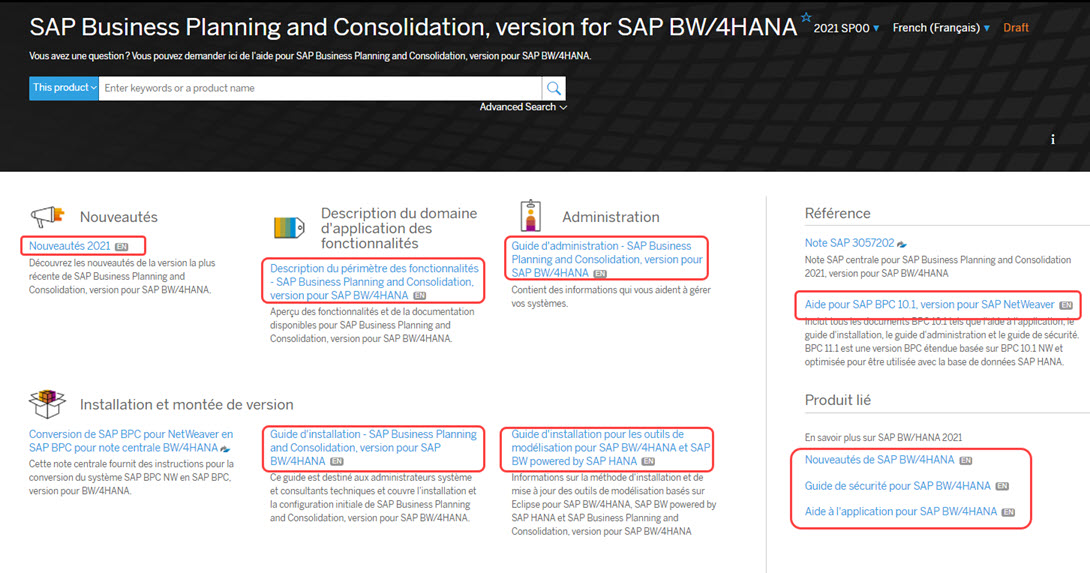 SAP Business Planning and Consolidation, version for SAP BW/4HANA
2021 SP00
French (Français)
Draft
Vous avez une question ? Vous pouvez demander ici de l'aide pour SAP Business Planning and Consolidation, version pour SAP BW/4HANA.
This product
Enter keywords or a product name
Advanced Search
i
Nouveautés
Nouveautés 2021 EN
Découvrez les nouveautés de la version la plus
récente de SAP Business Planning and
Consolidation, version pour SAP BW/4HANA.
Description du domaine
d'application des
fonctionnalités
Description du périmètre des fonctionnalités
- SAP Business Planning and Consolidation,
version pour SAP BW/4HANA EN
Aperçu des fonctionnalités et de la documentation
disponibles pour SAP Business Planning and
Consolidation, version pour SAP BW/4HANA.
Administration
Guide d'administration - SAP Business
Planning and Consolidation, version pour
SAP BW/4HANA EN
Contient des informations qui vous aident à gérer
vos systèmes.
Installation et montée de version
Conversion de SAP BPC pour NetWeaver en
SAP BPC pour note centrale BW/4HANA
Cette note centrale fournit des instructions pour la
conversion du système SAP BPC NW en SAP BPC,
version pour BW/4HANA.
Guide d'installation - SAP Business Planning
and Consolidation, version pour SAP
BW/4HANA EN
Ce guide est destiné aux administrateurs système
et consultants techniques et couvre l'installation et
la configuration initiale de SAP Business Planning
and Consolidation, version pour SAP BW/4HANA.
Guide d'installation pour les outils de
modélisation pour SAP BW/4HANA et SAP
BW powered by SAP HANA EN
Informations sur la méthode d'installation et de
mise à jour des outils de modélisation basés sur
Eclipse pour SAP BW/4HANA, SAP BW powered by
SAP HANA et SAP Business Planning and
Consolidation, version pour SAP BW/4HANA
Référence
Note SAP 3057202
Note SAP centrale pour SAP Business Planning and Consolidation
2021, version pour SAP BW/4HANA
Aide pour SAP BPC 10.1, version pour SAP NetWeaver EN
Inclut tous les documents BPC 10.1 tels que l'aide à l'application, le
guide d'installation, le guide d'administration et le guide de sécurité.
BPC 11.1 est une version BPC étendue basée sur BPC 10.1 NW et
optimisée pour être utilisée avec la base de données SAP HANA.
Produit lié
En savoir plus sur SAP BW/HANA 2021
Nouveautés de SAP BW/4HANA EN
Guide de sécurité pour SAP BW/4HANA EN
Aide à l'application pour SAP BW/4HANA EN